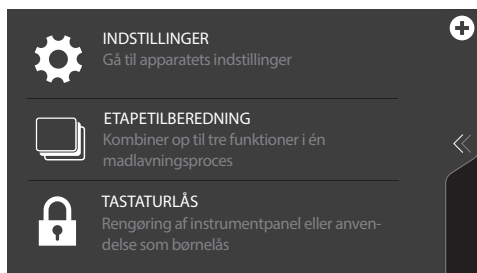 INDSTILLINGER
Gå til apparatets indstillinger
ETAPETILBEREDNING
Kombiner op til tre funktioner i én
madlavningsproces
TASTATURLÅS
Rengøring af instrumentpanel eller anven-
delse som børnelås